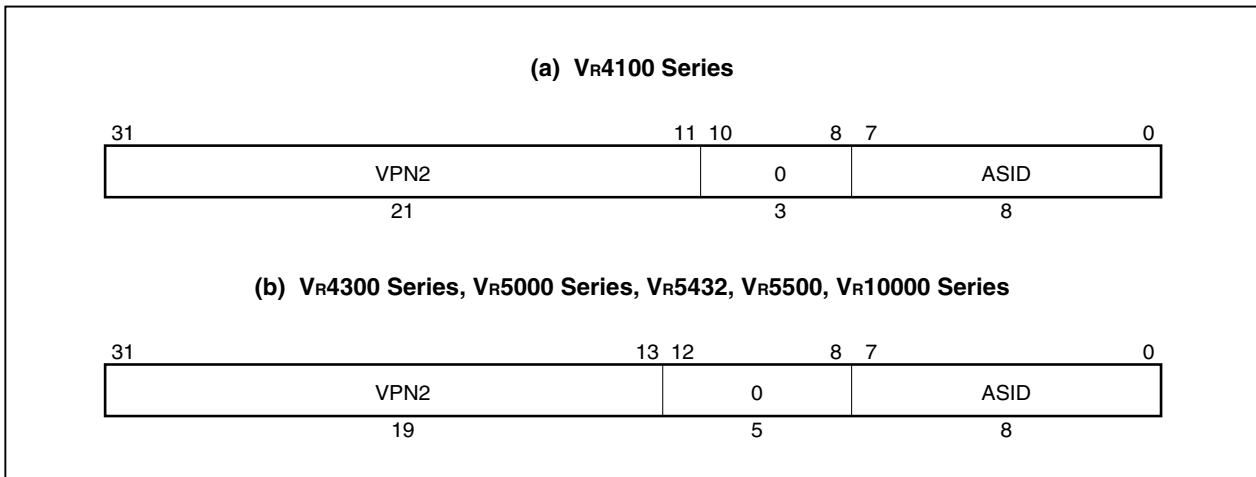 (a) VR4100 Series
31 11 10 8 7 0
VPN2 0 ASID
21 3 8
(b) VR4300 Series, VR5000 Series, VR5432, VR5500, VR10000 Series
31 13 12 8 7 0
VPN2 0 ASID
19 5 8